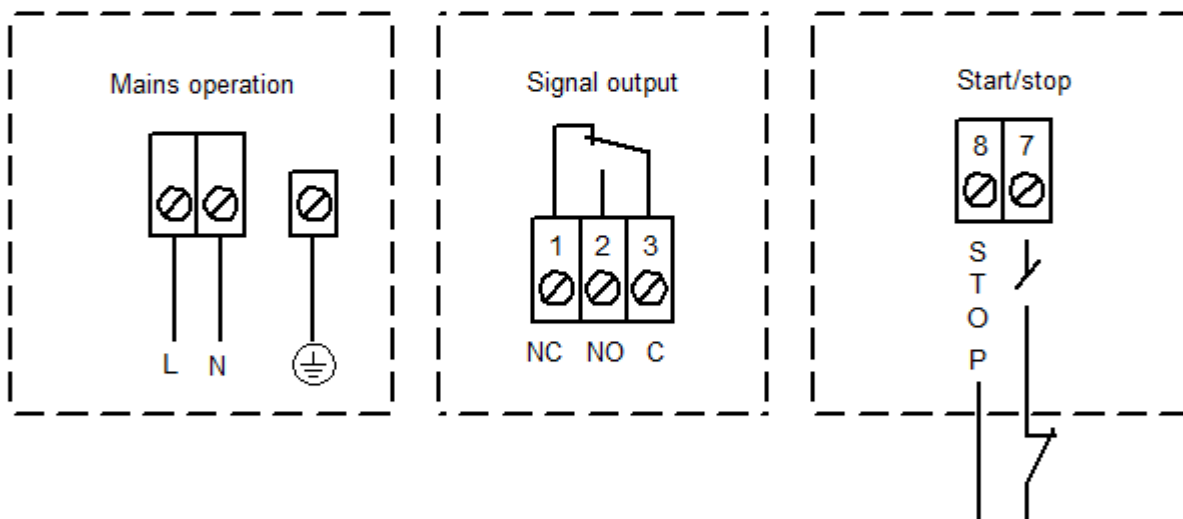 Mains operation
L N
Signal output
1 2 3
NC NO C
Start/stop
8 7
S
T
O
P